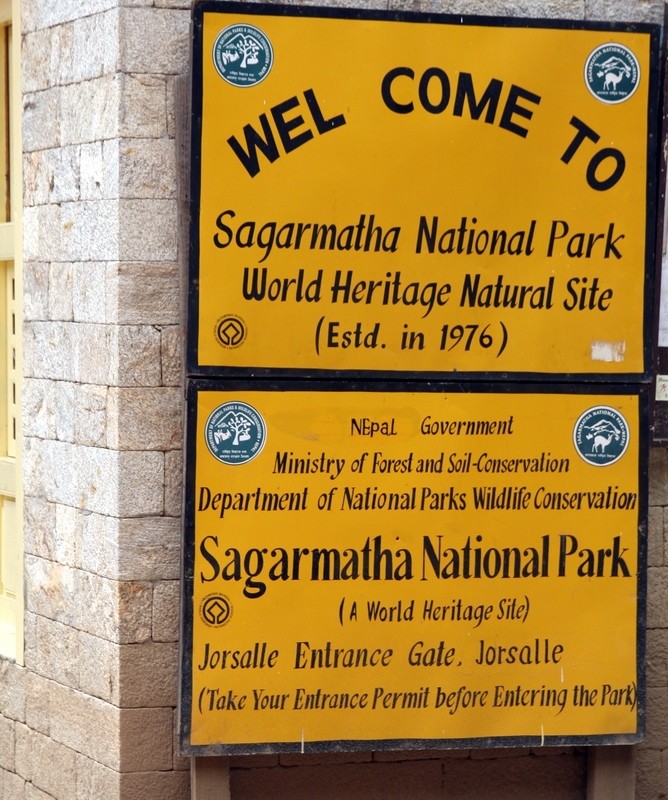 WEL COME TO
Sagarmatha National Park
World Heritage Natural Site
(Estd. in 1976)
NEpal Government
Ministry of Forest and Soil-Conservation
Department of National Parks Wildlife Conservation
Sagarmatha National Park
(A World Heritage Site)
Jorsalle Entrance Gate, Jorsalle
(Take Your Entrance Permit before Entering the Park)